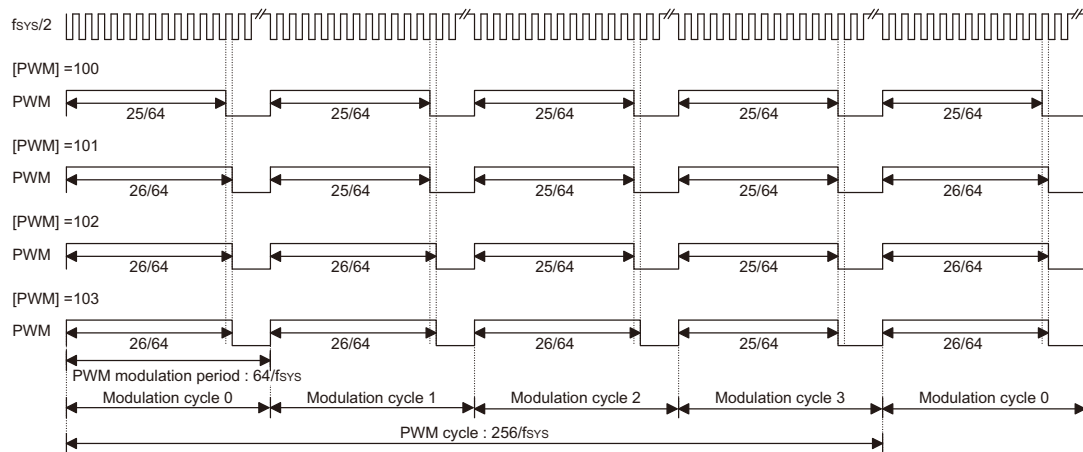 fSYS/2
[PWM] =100
PWM
25/64 25/64 25/64 25/64 25/64
[PWM] =101
PWM
26/64 25/64 25/64 25/64 26/64
[PWM] =102
PWM
26/64 26/64 25/64 25/64 26/64
[PWM] =103
PWM
26/64 26/64 26/64 25/64 26/64
PWM modulation period : 64/fSYS
Modulation cycle 0 Modulation cycle 1 Modulation cycle 2 Modulation cycle 3 Modulation cycle 0
PWM cycle : 256/fSYS